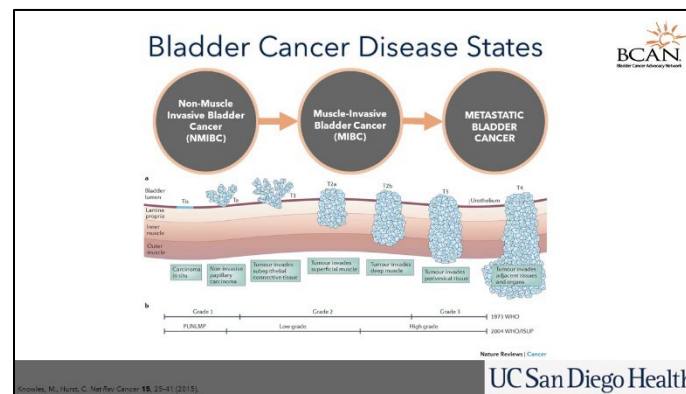 Bladder Cancer Disease States
BCAN
Bladder Cancer Advocacy Network
Non-Muscle
Invasive Bladder
Cancer
(NMIBC)
Muscle-Invasive
Bladder Cancer
(MIBC)
METASTATIC
BLADDER
CANCER
a
Bladder
lumen
Tis
Ta
T1
T2a
T2b
T3
Urothelium
T4
Lamina
propria
Inner
muscle
Outer
muscle
Carcinoma
in situ
Non-invasive
papillary
carcinoma
Tumour invades
subepithelial
connective tissue
Tumour invades
superficial muscle
Tumour invades
deep muscle
Tumour invades
perivesical tissue
Tumour invades
adjacent tissues
and organs
b
Grade 1
Grade 2
Grade 3
1973 WHO
PUNLMP
Low grade
High grade
2004 WHO/ISUP
Nature Reviews | Cancer
Knowles, M., Hurst, C. Nat Rev Cancer 15, 25–41 (2015).
UC San Diego Health